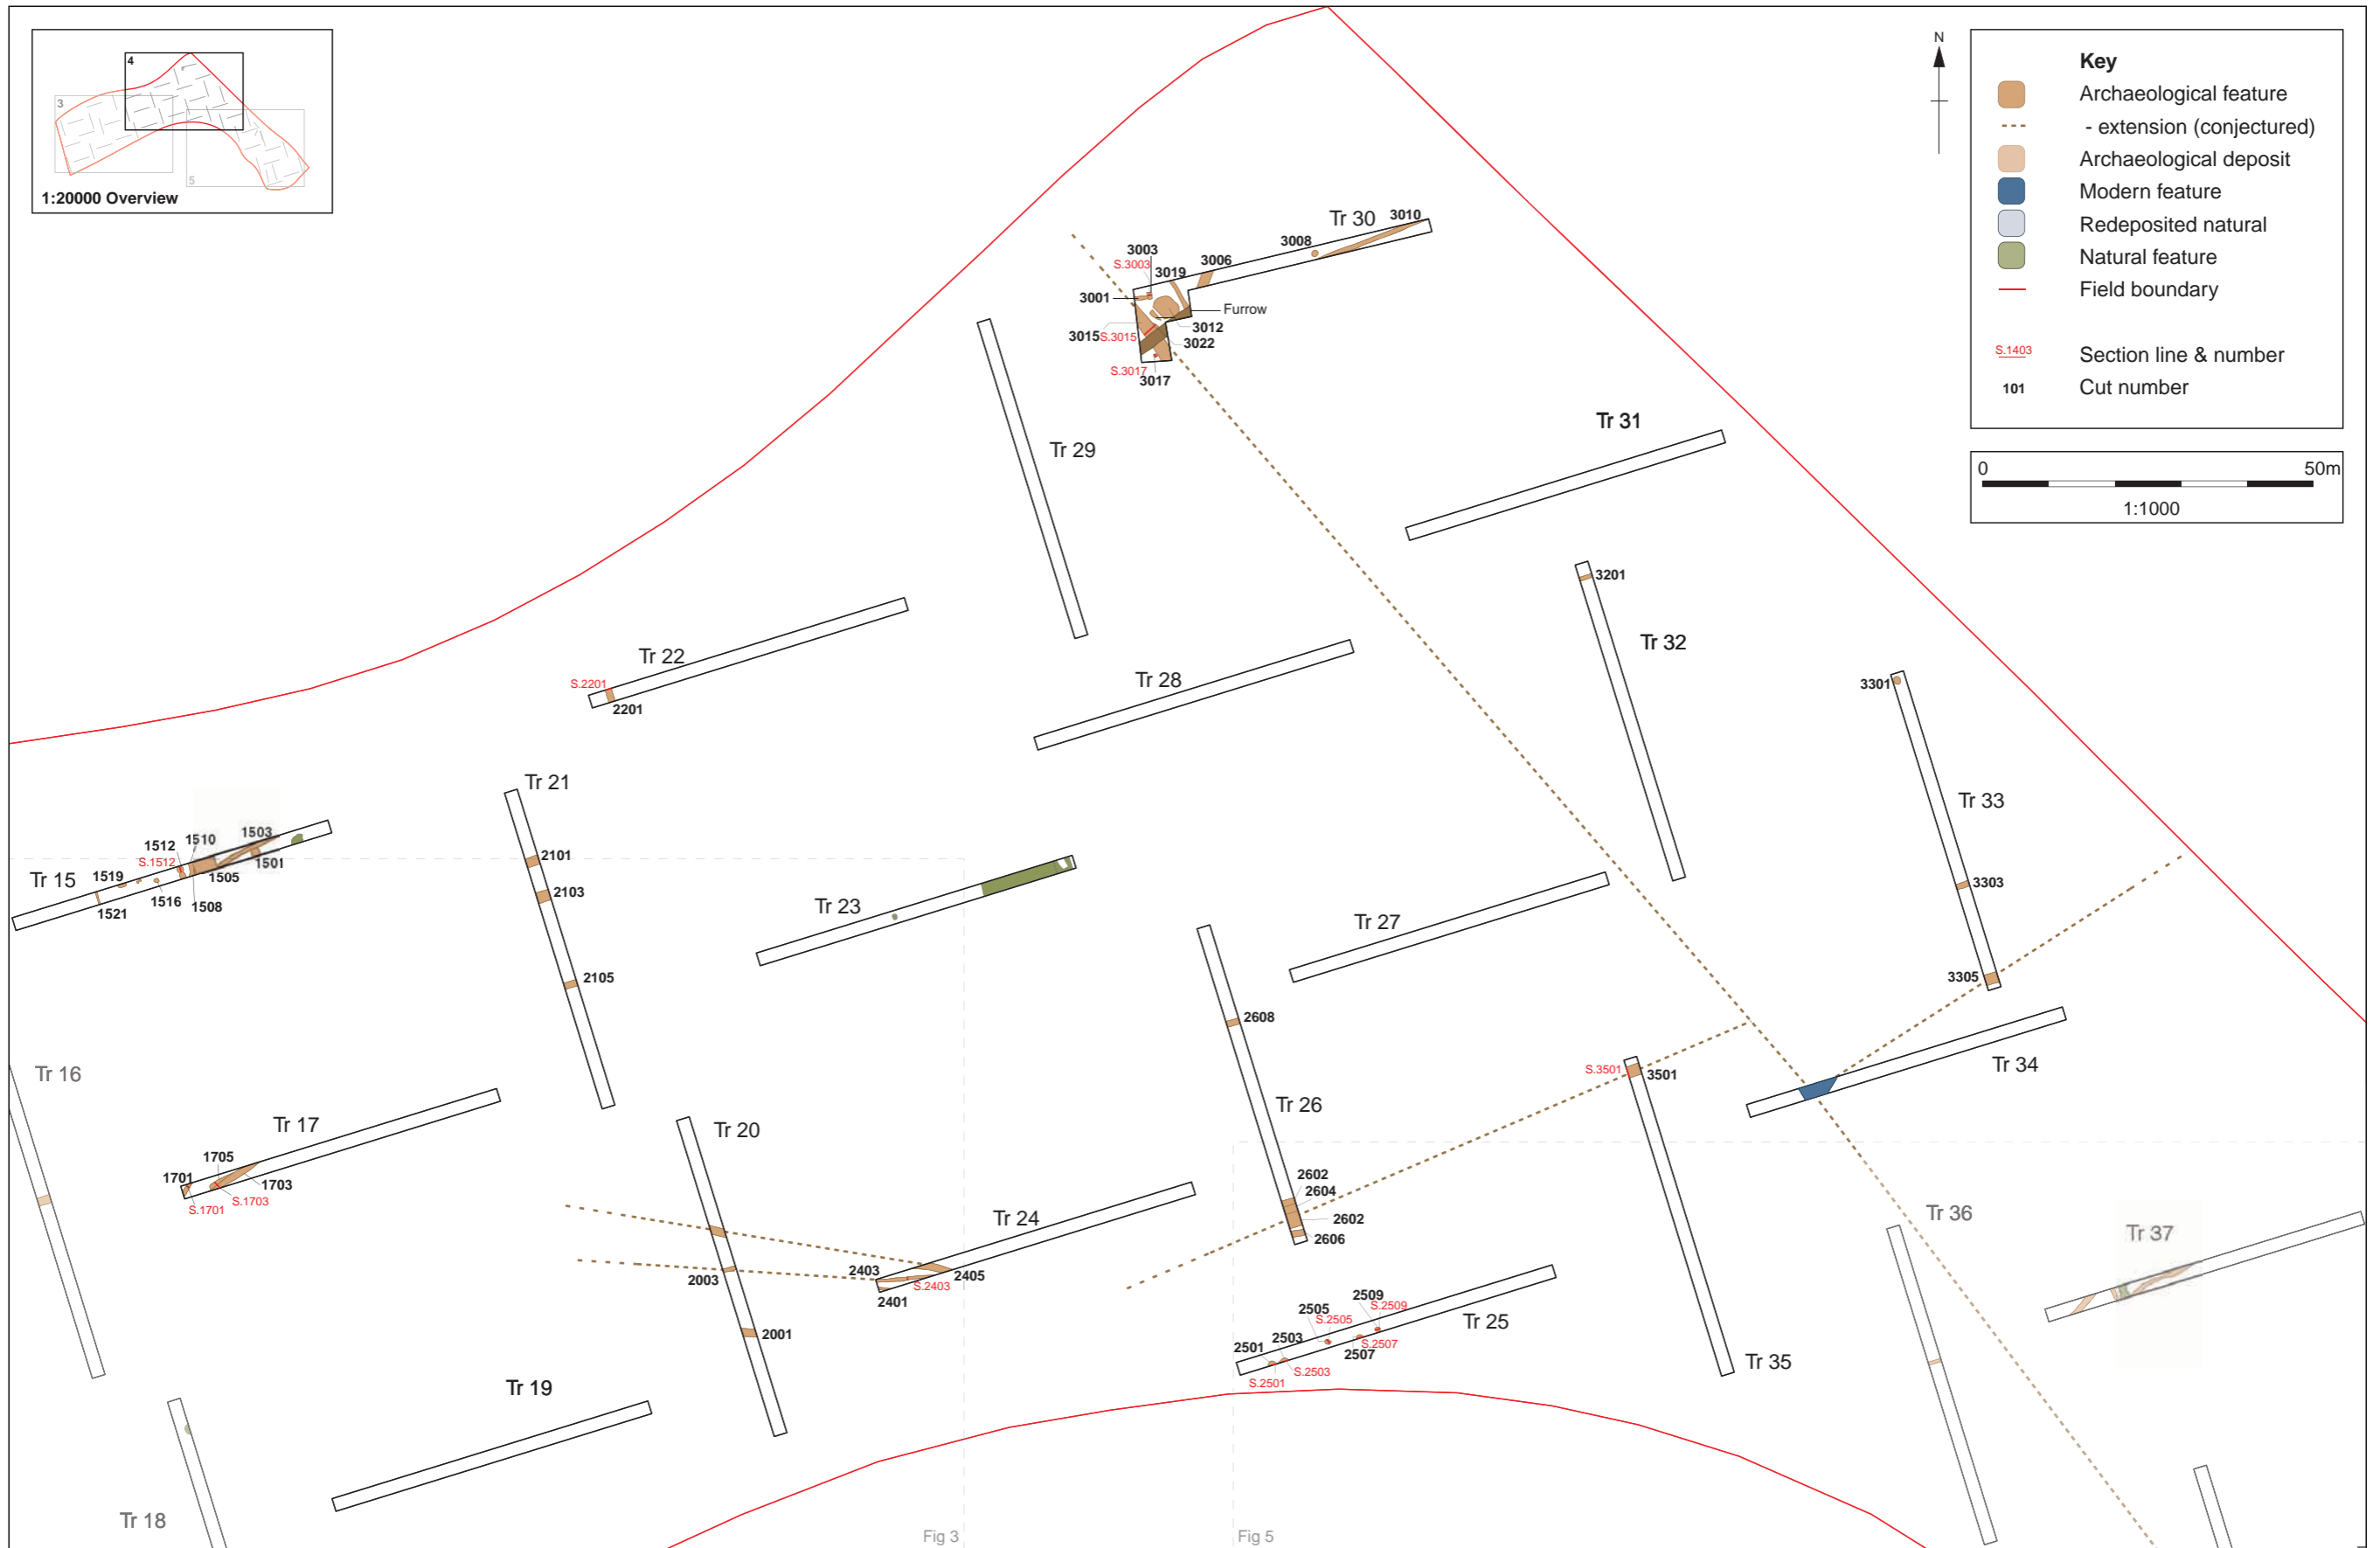 4
3
5
1:20000 Overview
N
Key
Archaeological feature
- extension (conjectured)
Archaeological deposit
Modern feature
Redeposited natural
Natural feature
Field boundary
S.1403
Section line & number
101
Cut number
0
50m
1:1000
Tr 30
3010
3008
3006
3003
S.3003
3019
3001
Furrow
3012
3015
S.3015
3022
S.3017
3017
Tr 29
Tr 31
3201
Tr 32
Tr 22
S.2201
2201
Tr 28
3301
Tr 33
3303
3305
Tr 21
2101
2103
2105
1503
1510
1512
S.1512
1501
1505
1519
Tr 15
1516
1508
1521
Tr 23
Tr 27
2608
Tr 26
2602
2604
2602
2606
S.3501
3501
Tr 34
Tr 16
Tr 17
1705
1701
1703
S.1703
S.1701
Tr 20
2003
2001
Tr 24
2403
2405
S.2403
2401
Tr 36
Tr 37
2509
S.2509
2505
S.2505
Tr 25
2503
2501
S.2507
2507
S.2503
S.2501
Tr 35
Tr 19
Tr 18
Fig 3
Fig 5